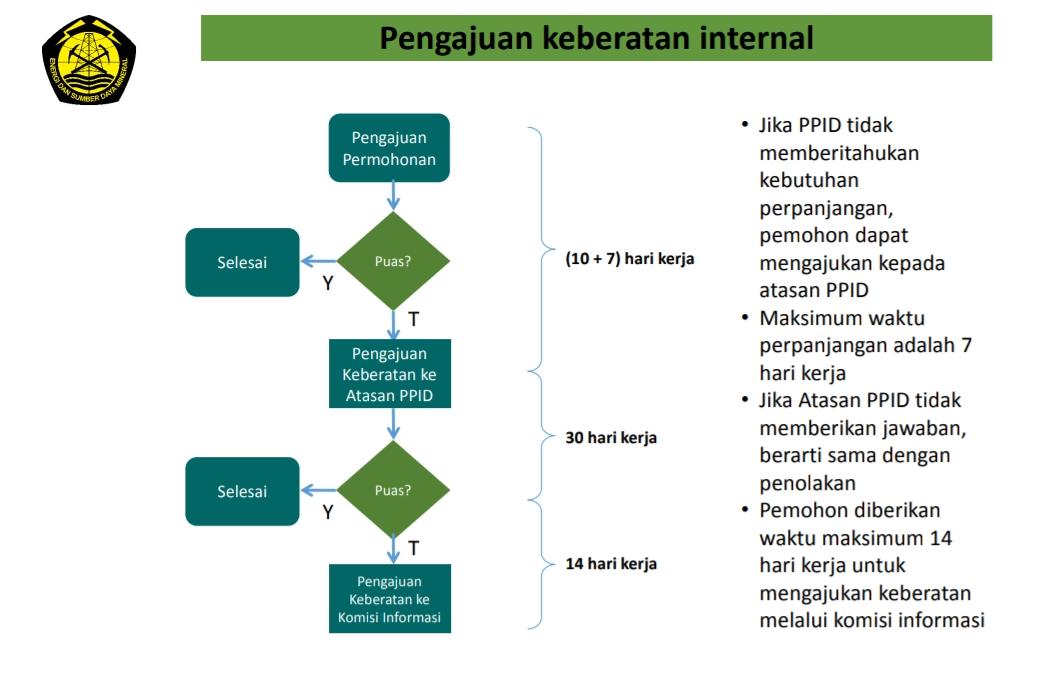 Pengajuan keberatan internal
ENERGI DAN SUMBER DAYA MINERAL
Pengajuan
Permohonan
Selesai
Puas?
Y
T
Pengajuan
Keberatan ke
Atasan PPID
Selesai
Puas?
Y
T
Pengajuan
Keberatan ke
Komisi Informasi
(10 + 7) hari kerja
30 hari kerja
14 hari kerja
• Jika PPID tidak
memberitahukan
kebutuhan
perpanjangan,
pemohon dapat
mengajukan kepada
atasan PPID
• Maksimum waktu
perpanjangan adalah 7
hari kerja
• Jika Atasan PPID tidak
memberikan jawaban,
berarti sama dengan
penolakan
• Pemohon diberikan
waktu maksimum 14
hari kerja untuk
mengajukan keberatan
melalui komisi informasi